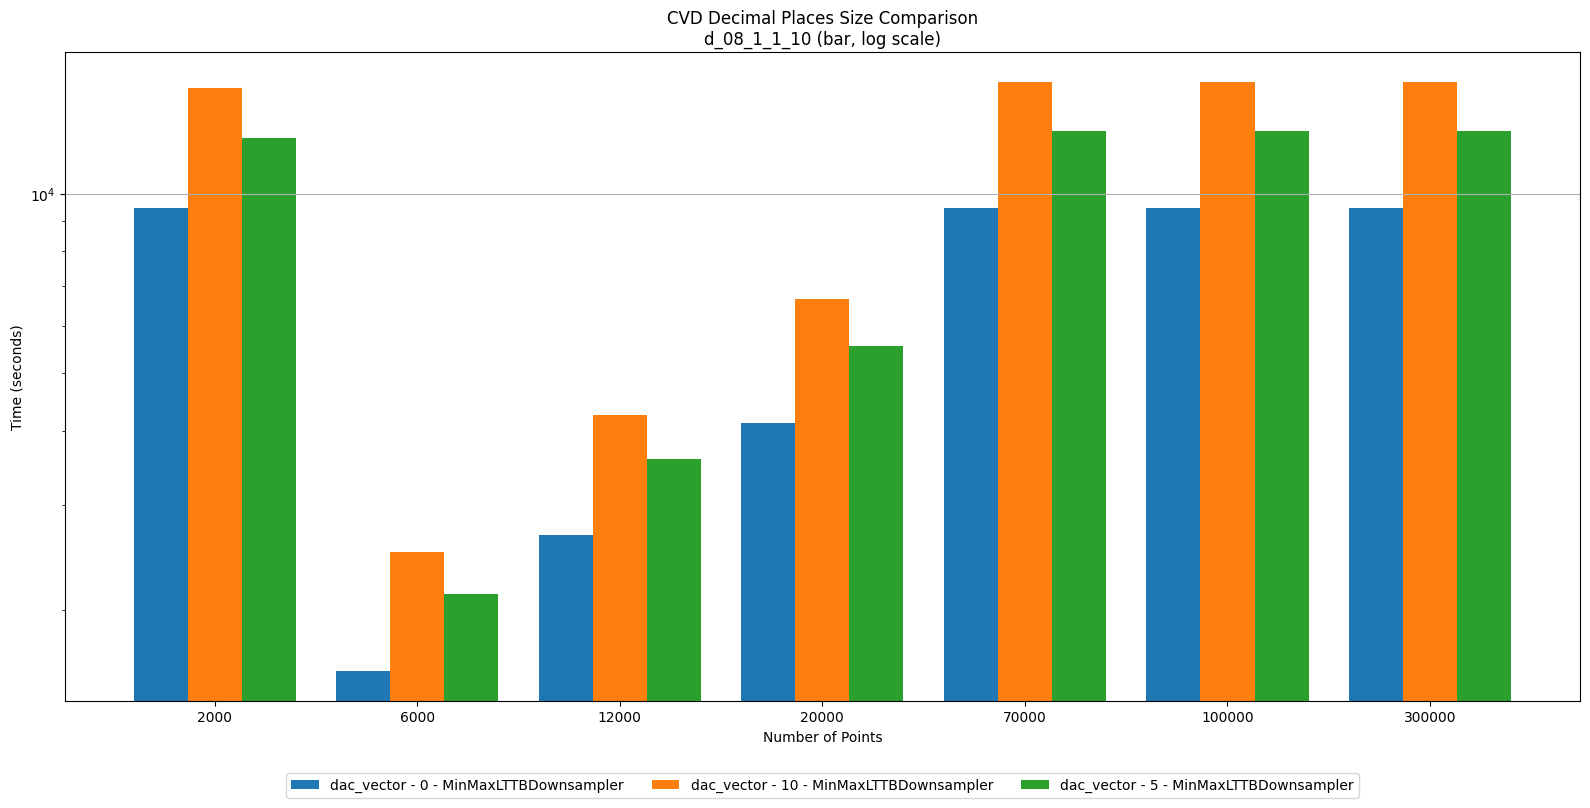 CVD Decimal Places Size Comparison
d_08_1_1_10 (bar, log scale)
10⁴
Time (seconds)
2000 6000 12000 20000 70000 100000 300000
Number of Points
dac_vector - 0 - MinMaxLTTBDownsampler dac_vector - 10 - MinMaxLTTBDownsampler dac_vector - 5 - MinMaxLTTBDownsampler